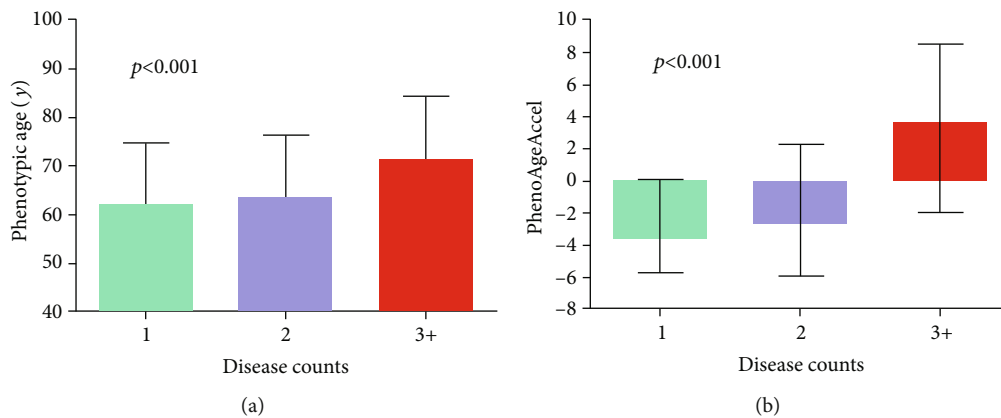 100
90
80
70
60
50
40
Phenotypic age (y)
p<0.001
1 2 3+
Disease counts
(a)
10
8
6
4
2
0
−2
−4
−6
−8
PhenoAgeAccel
p<0.001
1 2 3+
Disease counts
(b)